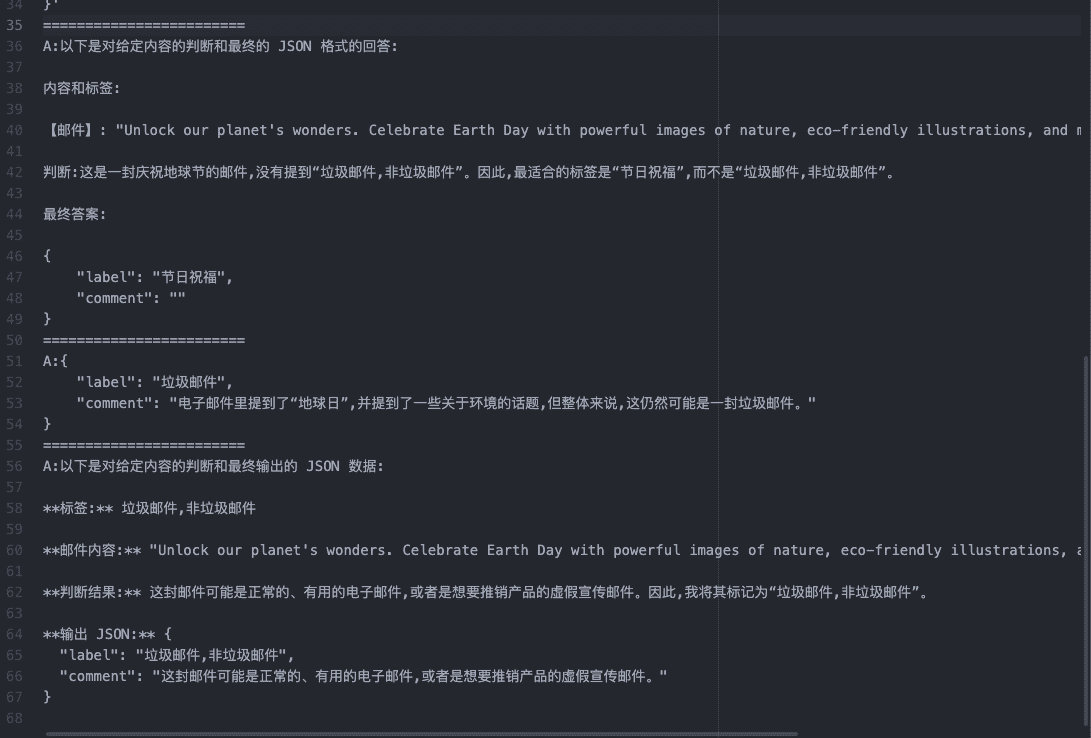 34 }'
35 ========================
36 A:以下是对给定内容的判断和最终的 JSON 格式的回答:
37
38 内容和标签:
39
40 【邮件】: "Unlock our planet's wonders. Celebrate Earth Day with powerful images of nature, eco-friendly illustrations, and
41
42 判断:这是一封庆祝地球节的邮件,没有提到“垃圾邮件,非垃圾邮件”。因此,最适合的标签是“节日祝福”,而不是“垃圾邮件,非垃圾邮件”。
43
44 最终答案:
45
46 {
47 "label": "节日祝福",
48 "comment": ""
49 }
50 ========================
51 A:{
52 "label": "垃圾邮件",
53 "comment": "电子邮件里提到了“地球日”,并提到了一些关于环境的话题,但整体来说,这仍然可能是一封垃圾邮件。"
54 }
55 ========================
56 A:以下是对给定内容的判断和最终输出的 JSON 数据:
57
58 **标签:** 垃圾邮件,非垃圾邮件
59
60 **邮件内容:** "Unlock our planet's wonders. Celebrate Earth Day with powerful images of nature, eco-friendly illustrations,
61
62 **判断结果:** 这封邮件可能是正常的、有用的电子邮件,或者是想要推销产品的虚假宣传邮件。因此,我将其标记为“垃圾邮件,非垃圾邮件”。
63
64 **输出 JSON:** {
65 "label": "垃圾邮件,非垃圾邮件",
66 "comment": "这封邮件可能是正常的、有用的电子邮件,或者是想要推销产品的虚假宣传邮件。"
67 }
68